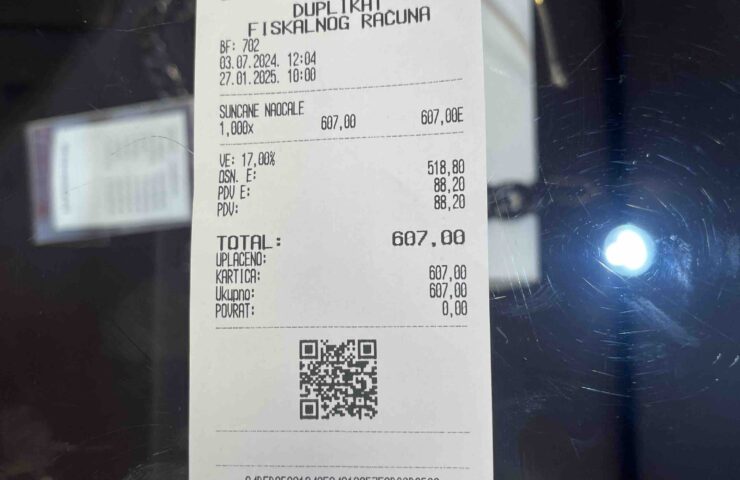 DUPLIKAT
FISKALNOG RAČUNA
BF: 702
03.07.2024. 12:04
27.01.2025. 10:00
SUNCANE NAOCALE
1,000x 607,00 607,00E
VE: 17,00%
OSN. E: 518,80
PDV E: 88,20
PDV: 88,20
TOTAL: 607,00
UPLAĆENO:
KARTICA: 607,00
Ukupno: 607,00
POVRAT: 0,00